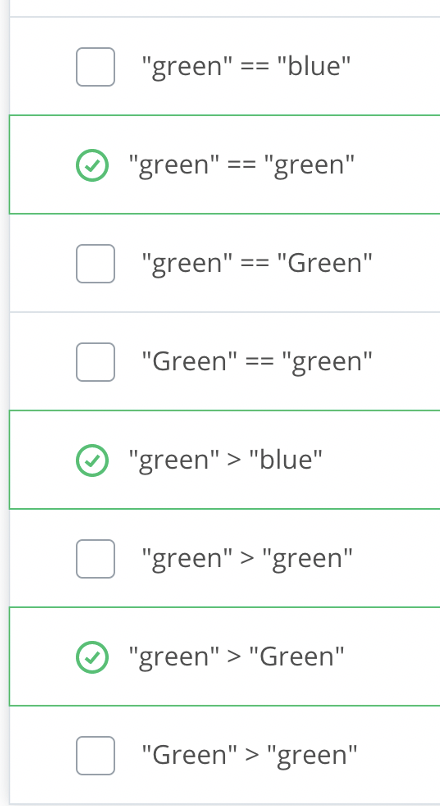 "green" == "blue"
"green" == "green"
"green" == "Green"
"Green" == "green"
"green" > "blue"
"green" > "green"
"green" > "Green"
"Green" > "green"